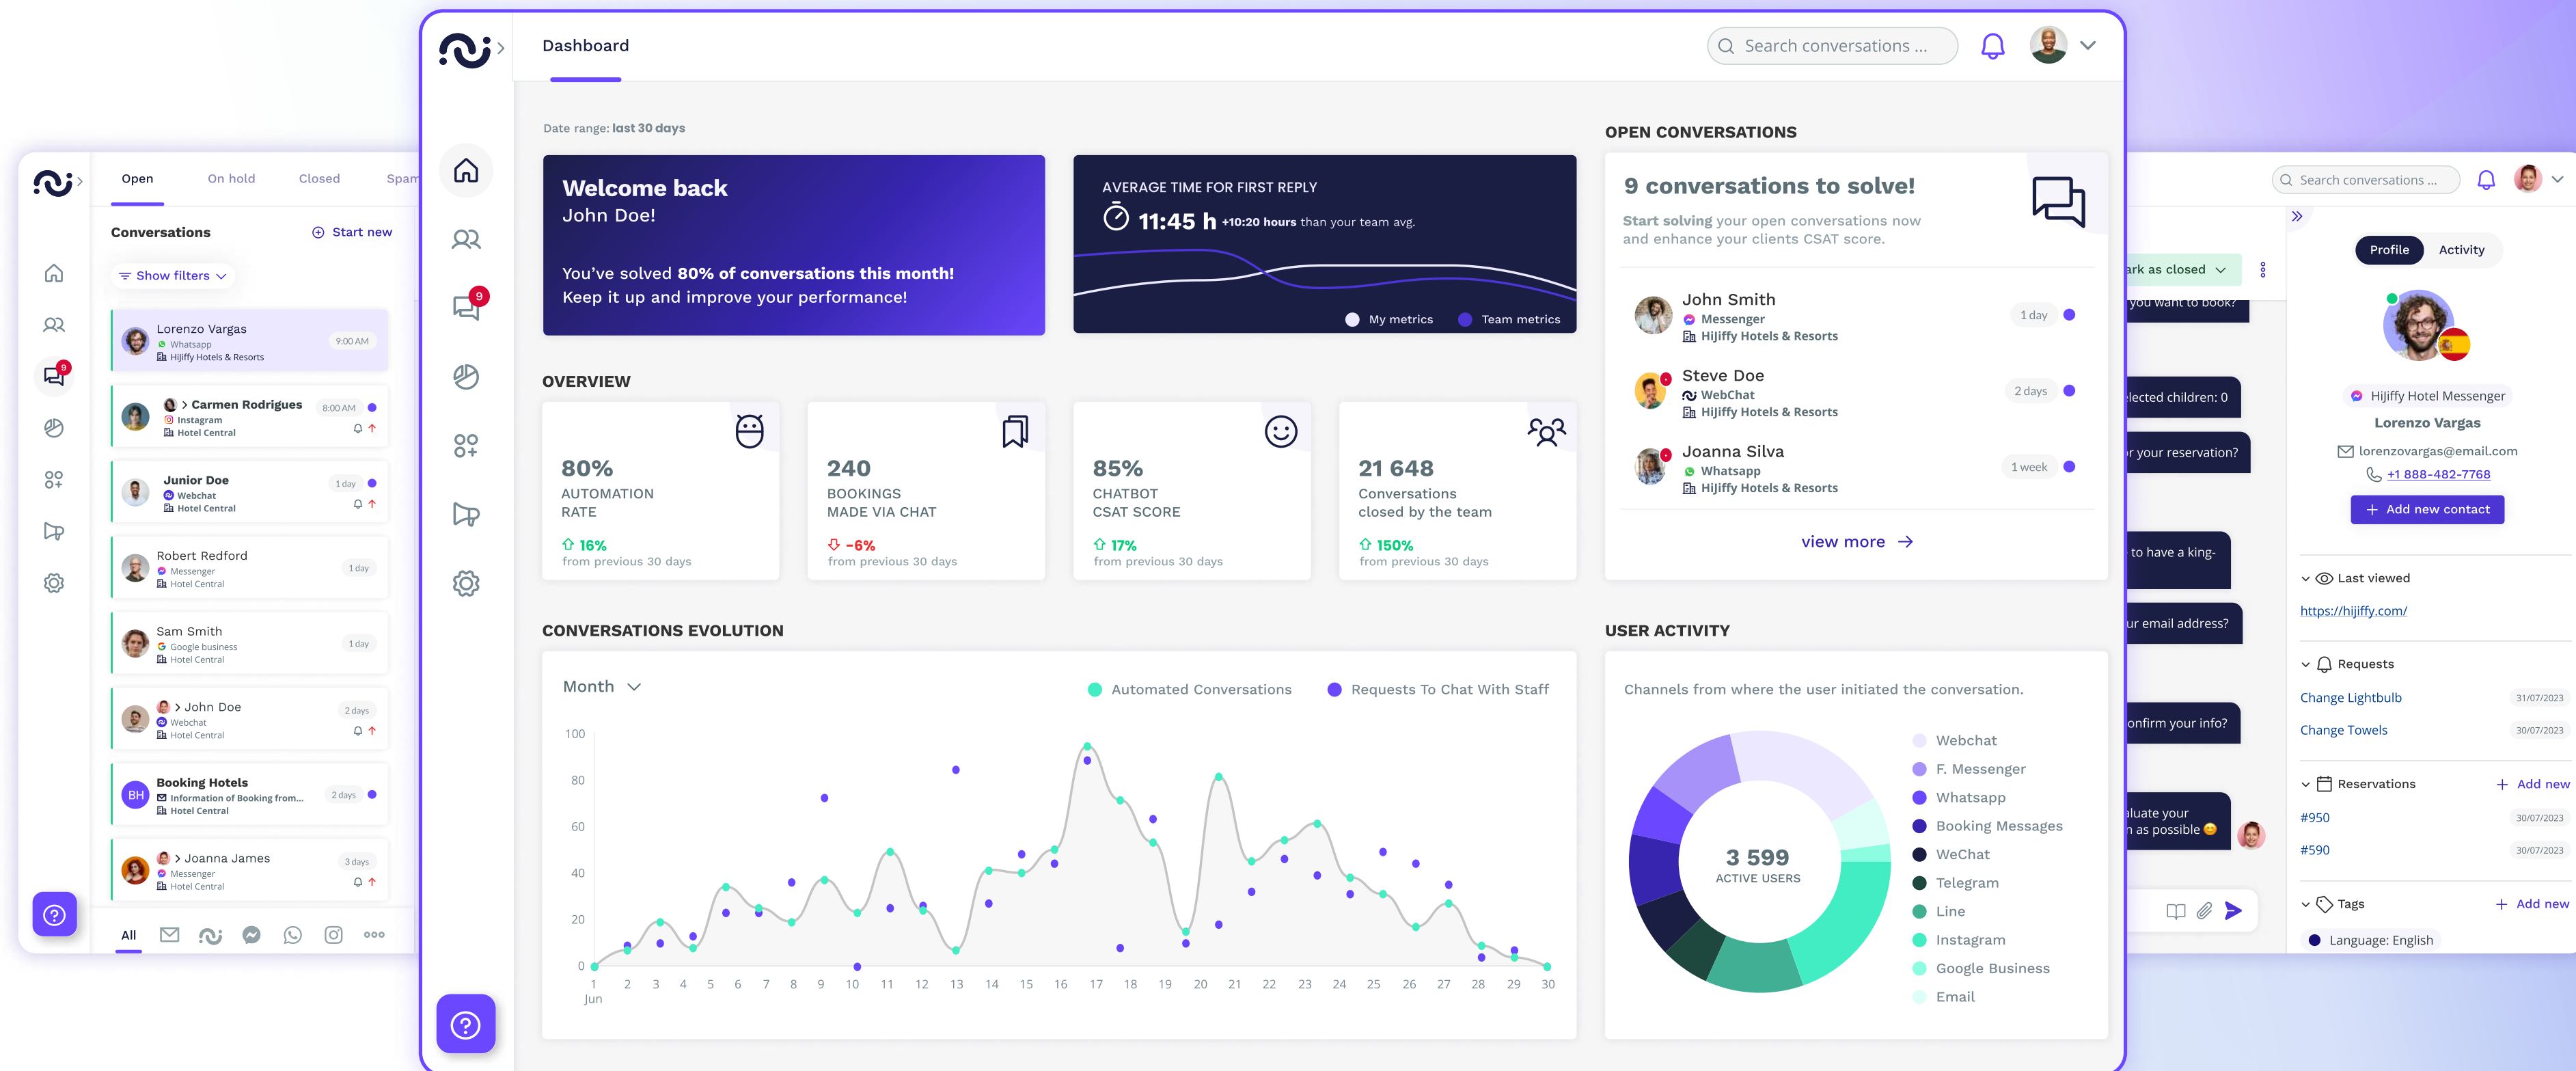 Open
On hold
Closed
Spam
Conversations
Start new
Show filters
Lorenzo Vargas
Whatsapp
HiJiffy Hotels & Resorts
9:00 AM
9
> Carmen Rodrigues
Instagram
Hotel Central
8:00 AM
Junior Doe
Webchat
Hotel Central
1 day
Robert Redford
Messenger
Hotel Central
1 day
Sam Smith
Google business
Hotel Central
1 day
> John Doe
Webchat
Hotel Central
2 days
BH
Booking Hotels
Information of Booking from...
Hotel Central
2 days
> Joanna James
Messenger
Hotel Central
3 days
All
Dashboard
Search conversations ...
9
Date range: last 30 days
Welcome back
John Doe!
You've solved 80% of conversations this month!
Keep it up and improve your performance!
AVERAGE TIME FOR FIRST REPLY
11:45 h +10:20 hours than your team avg.
My metrics
Team metrics
OVERVIEW
80%
AUTOMATION
RATE
16%
from previous 30 days
240
BOOKINGS
MADE VIA CHAT
-6%
from previous 30 days
85%
CHATBOT
CSAT SCORE
17%
from previous 30 days
21 648
Conversations
closed by the team
150%
from previous 30 days
OPEN CONVERSATIONS
9 conversations to solve!
Start solving your open conversations now
and enhance your clients CSAT score.
John Smith
Messenger
HiJiffy Hotels & Resorts
1 day
Steve Doe
WebChat
HiJiffy Hotels & Resorts
2 days
Joanna Silva
Whatsapp
HiJiffy Hotels & Resorts
1 week
view more
CONVERSATIONS EVOLUTION
Month
Automated Conversations
Requests To Chat With Staff
100
80
60
40
20
0
1 2 3 4 5 6 7 8 9 10 11 12 13 14 15 16 17 18 19 20 21 22 23 24 25 26 27 28 29 30
Jun
USER ACTIVITY
Channels from where the user initiated the conversation.
3 599
ACTIVE USERS
Webchat
F. Messenger
Whatsapp
Booking Messages
WeChat
Telegram
Line
Instagram
Google Business
Email
Search conversations ...
ark as closed
you want to book?
lected children: 0
r your reservation?
to have a king-
ur email address?
onfirm your info?
aluate your
n as possible 😊
Profile
Activity
HiJiffy Hotel Messenger
Lorenzo Vargas
lorenzovargas@email.com
+1 888-482-7768
+ Add new contact
Last viewed
https://hijiffy.com/
Requests
Change Lightbulb
31/07/2023
Change Towels
30/07/2023
Reservations
+ Add new
#950
30/07/2023
#590
30/07/2023
Tags
+ Add new
Language: English